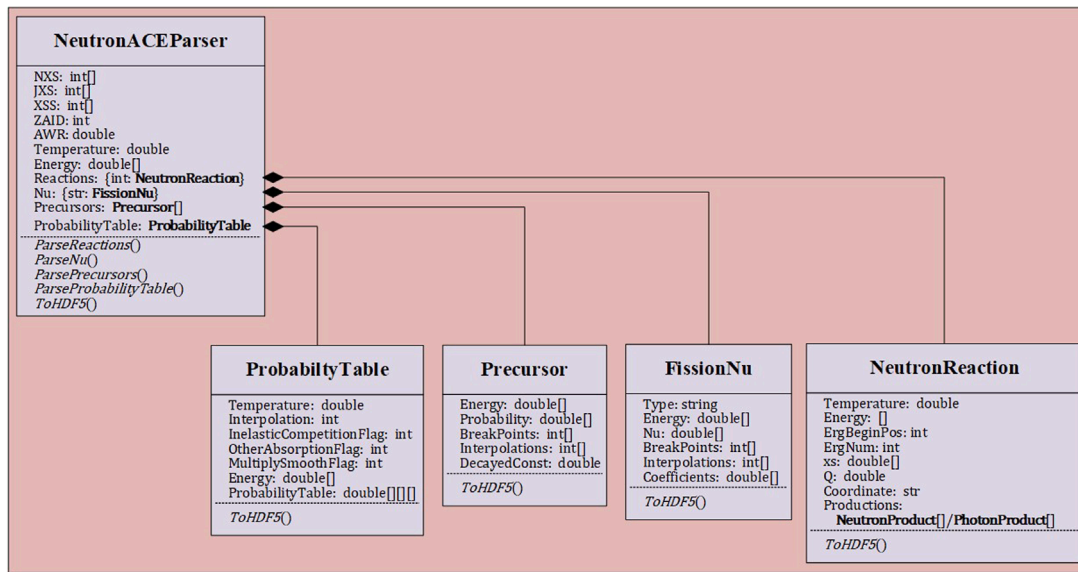 NeutronACEParser
NXS: int[]
JXS: int[]
XSS: int[]
ZAID: int
AWR: double
Temperature: double
Energy: double[]
Reactions: {int: NeutronReaction}
Nu: {str: FissionNu}
Precursors: Precursor[]
ProbabilityTable: ProbabilityTable
ParseReactions()
ParseNu()
ParsePrecursors()
ParseProbabilityTable()
ToHDF5()
ProbabiltyTable
Temperature: double
Interpolation: int
InelasticCompetitionFlag: int
OtherAbsorptionFlag: int
MultiplySmoothFlag: int
Energy: double[]
ProbabilityTable: double[][][]
ToHDF5()
Precursor
Energy: double[]
Probability: double[]
BreakPoints: int[]
Interpolations: int[]
DecayedConst: double
ToHDF5()
FissionNu
Type: string
Energy: double[]
Nu: double[]
BreakPoints: int[]
Interpolations: int[]
Coefficients: double[]
ToHDF5()
NeutronReaction
Temperature: double
Energy: []
ErgBeginPos: int
ErgNum: int
xs: double[]
Q: double
Coordinate: str
Productions:
NeutronProduct[]/PhotonProduct[]
ToHDF5()